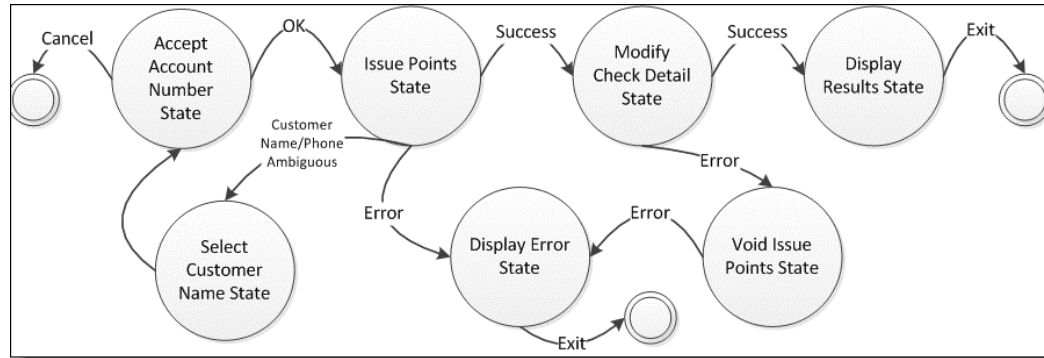 Cancel
Accept
Account
Number
State
OK
Issue Points
State
Success
Modify
Check Detail
State
Success
Display
Results State
Exit
Customer
Name/Phone
Ambiguous
Error
Select
Customer
Name State
Error
Display Error
State
Error
Void Issue
Points State
Exit